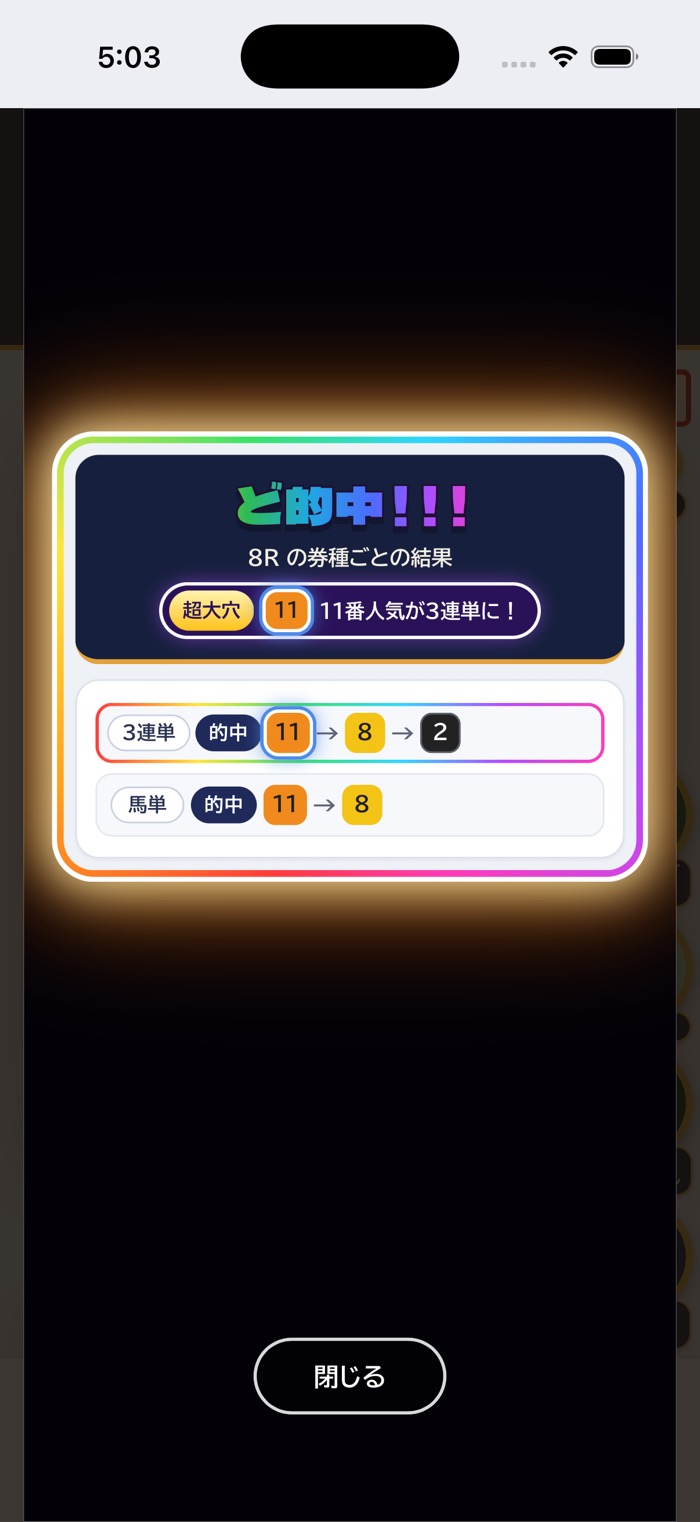 5:03
ど的中!!!
8R の券種ごとの結果
超大穴 11 11番人気が3連単に！
3連単 的中 11 → 8 → 2
馬単 的中 11 → 8
閉じる